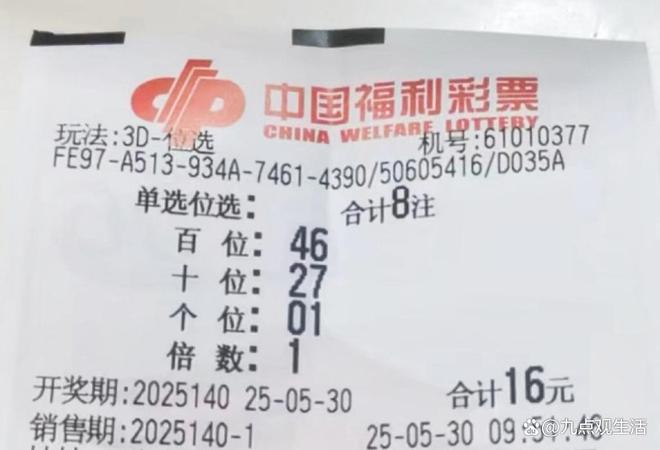 中国福利彩票
CHINA WELFARE LOTTERY
玩法:3D-位选 机号:61010377
FE97-A513-934A-7461-4390/50605416/D035A
单选位选: 合计8注
百位:46
十位:27
个位:01
倍数:1
开奖期:2025140 25-05-30 合计16元
销售期:2025140-1 25-05-30 09:51:46
@九点观生活